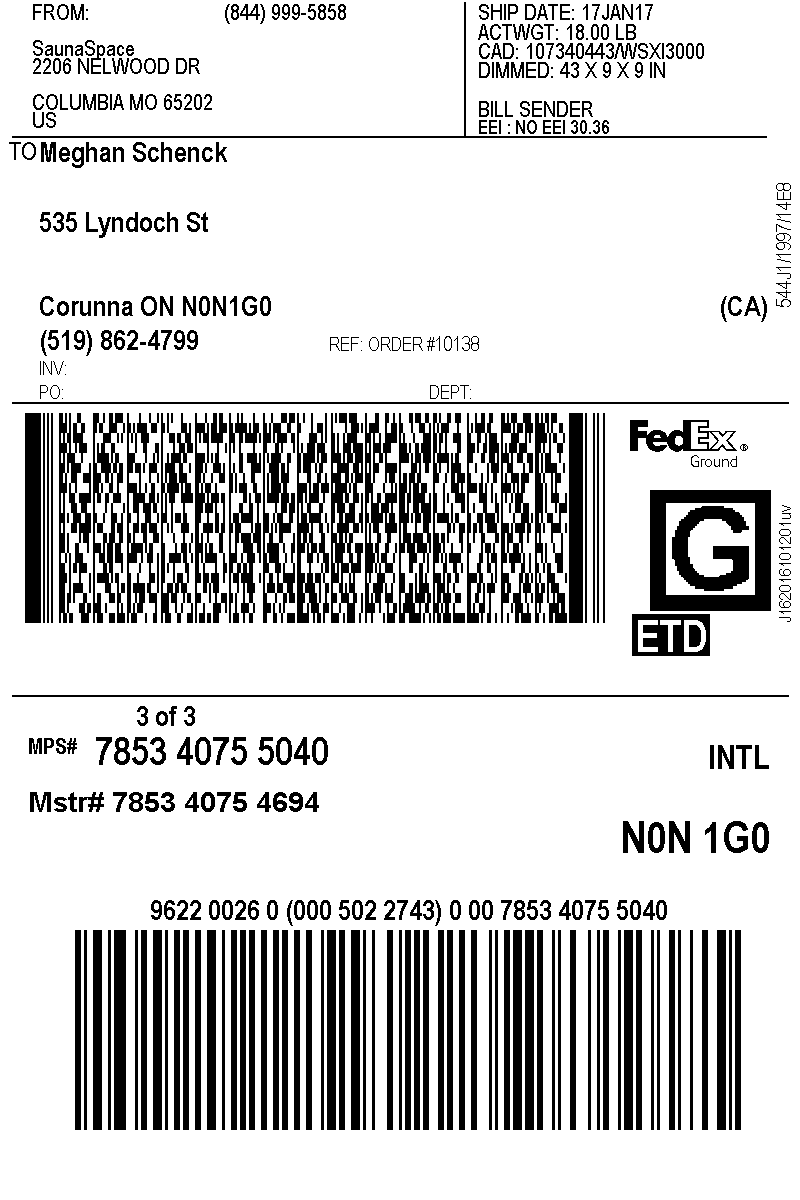 FROM: (844) 999-5858
SaunaSpace
2206 NELWOOD DR
COLUMBIA MO 65202
US
SHIP DATE: 17JAN17
ACTWGT: 18.00 LB
CAD: 107340443/WSXI3000
DIMMED: 43 X 9 X 9 IN
BILL SENDER
EEI : NO EEI 30.36
TO Meghan Schenck
535 Lyndoch St
Corunna ON N0N1G0 (CA)
(519) 862-4799 REF: ORDER #10138
INV:
PO: DEPT:
544J1/1997/14E8
FedEx®
Ground
G
ETD
J162016101201uv
3 of 3
MPS# 7853 4075 5040
INTL
Mstr# 7853 4075 4694
N0N 1G0
9622 0026 0 (000 502 2743) 0 00 7853 4075 5040